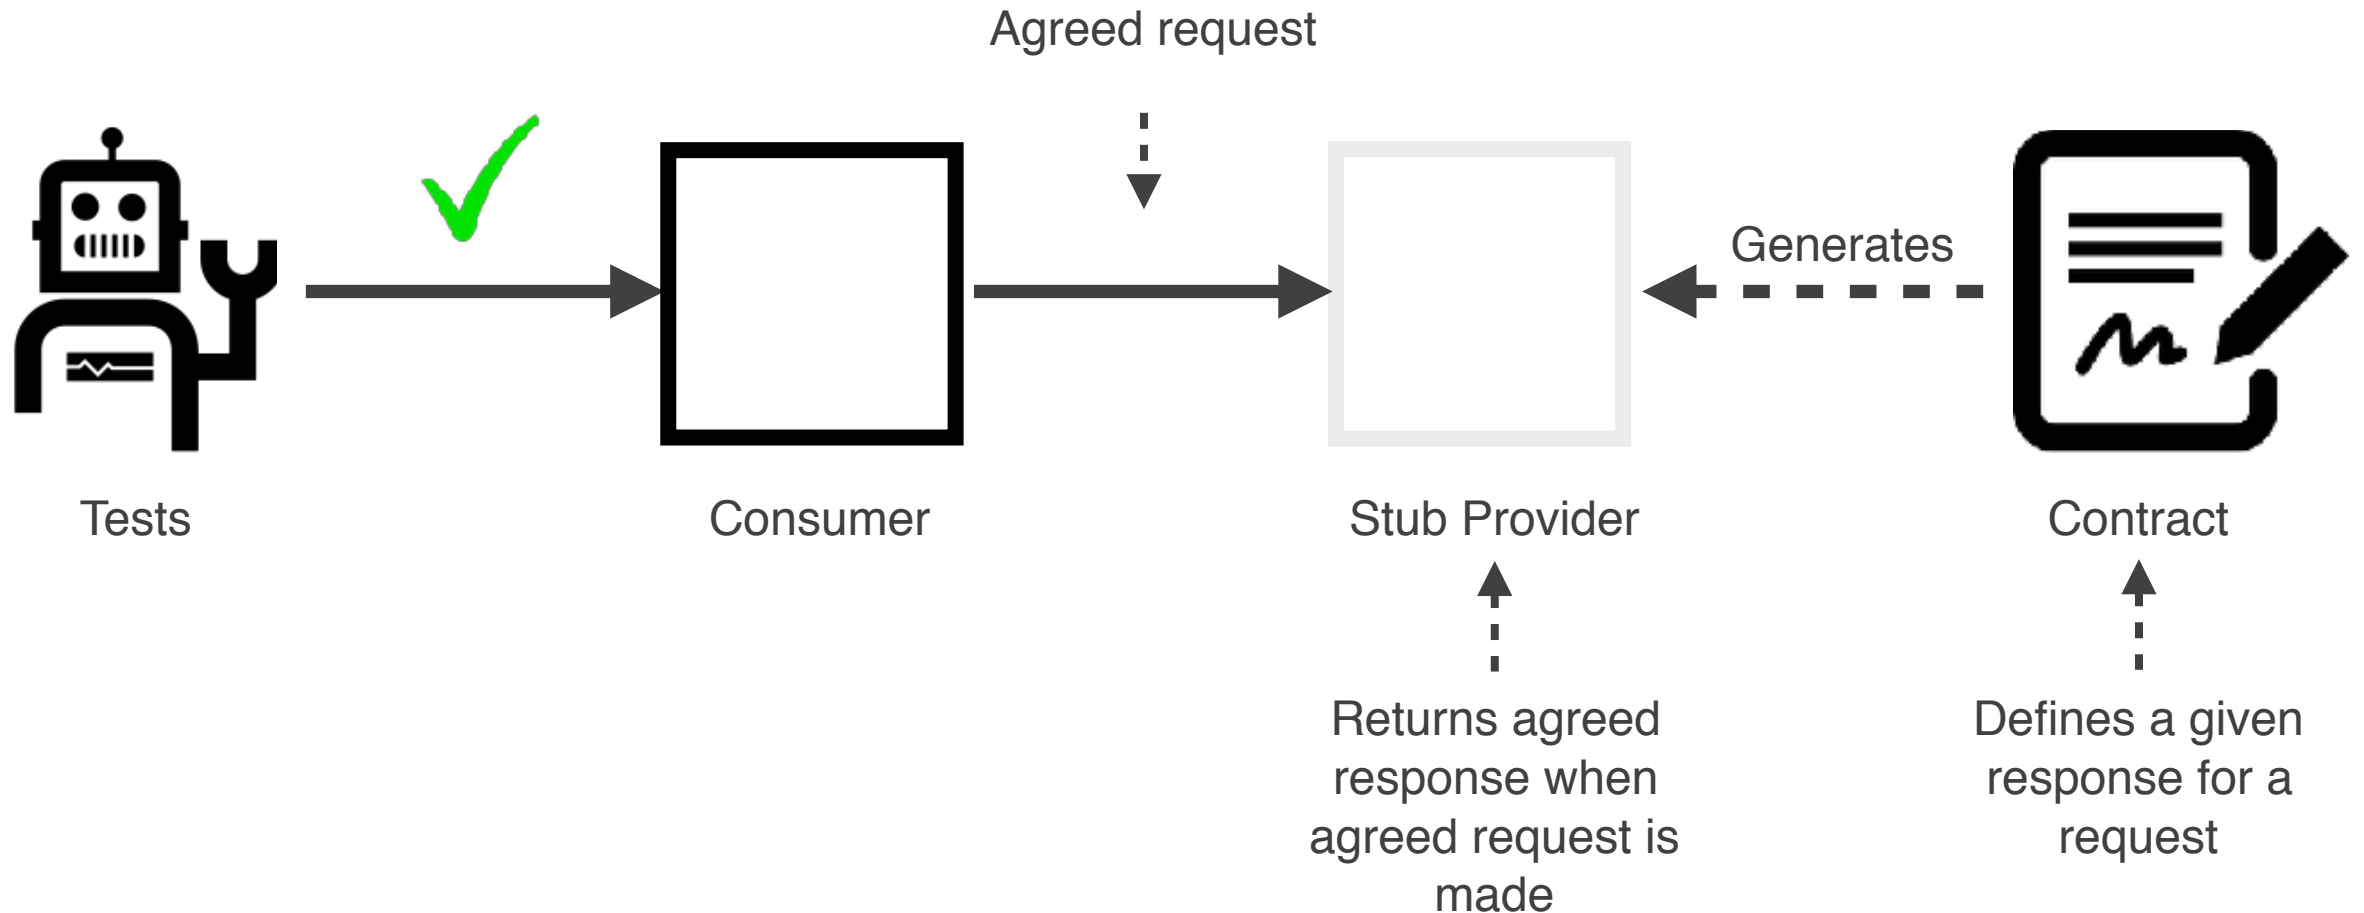 Agreed request
Generates
Tests
Consumer
Stub Provider
Contract
Returns agreed
response when
agreed request is
made
Defines a given
response for a
request